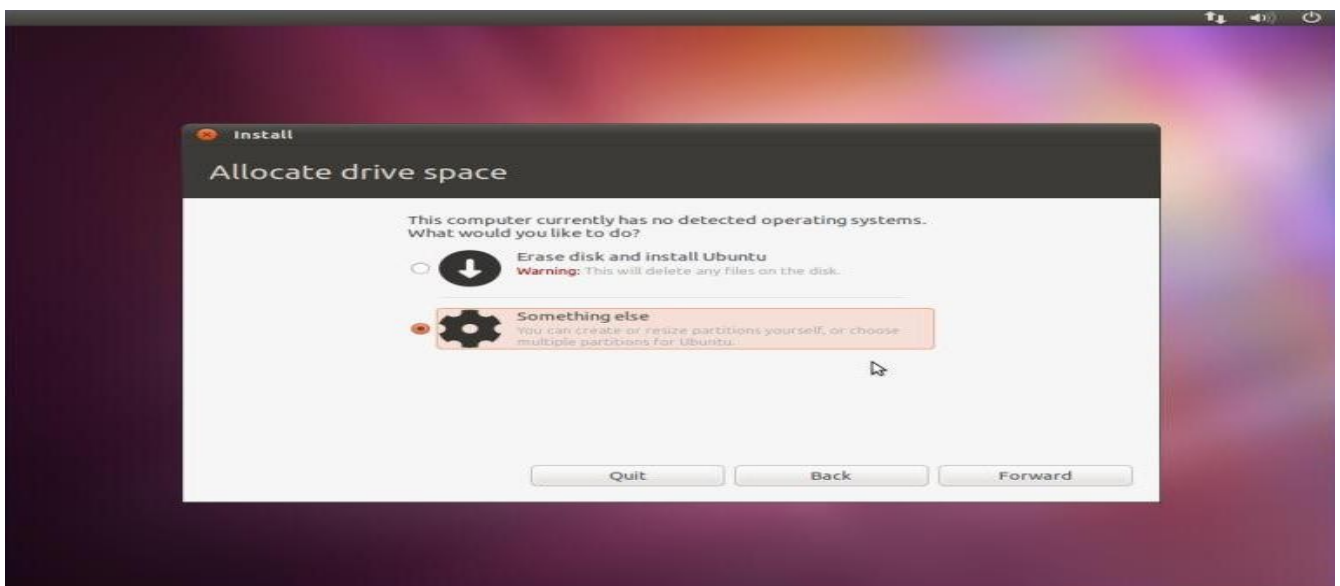 Install
Allocate drive space
This computer currently has no detected operating systems.
What would you like to do?
Erase disk and install Ubuntu
Warning: This will delete any files on the disk.
Something else
You can create or resize partitions yourself, or choose
multiple partitions for Ubuntu.
Quit Back Forward